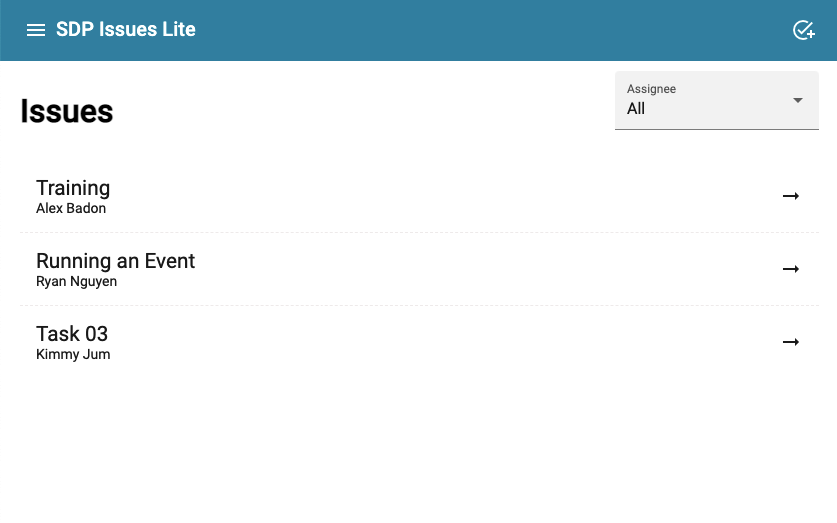 SDP Issues Lite
Issues
Assignee
All
Training
Alex Badon
Running an Event
Ryan Nguyen
Task 03
Kimmy Jum